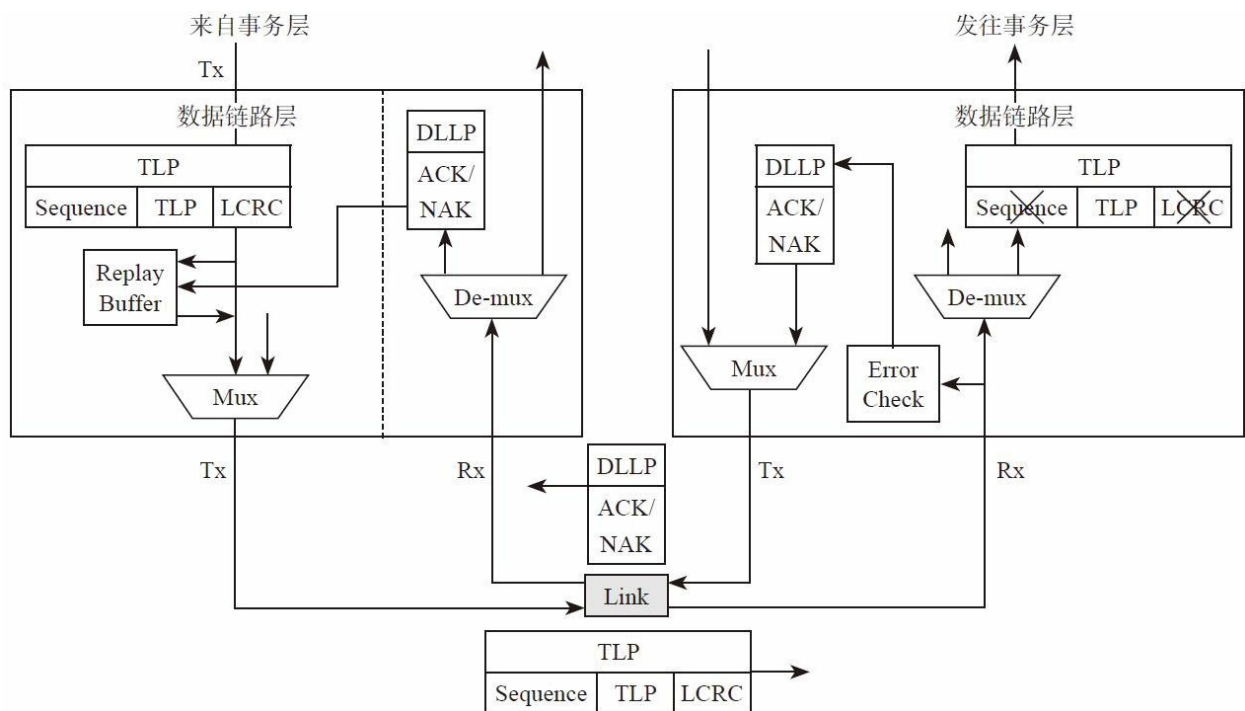 来自事务层
发往事务层
Tx
数据链路层
TLP
Sequence
TLP
LCRC
Replay
Buffer
Mux
DLLP
ACK/
NAK
De-mux
DLLP
ACK/
NAK
Mux
数据链路层
TLP
Sequence
TLP
LCRC
De-mux
Error
Check
Tx
Rx
Tx
Rx
DLLP
ACK/
NAK
Link
TLP
Sequence
TLP
LCRC